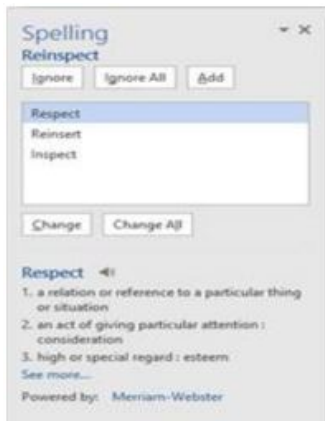 Spelling
Reinspect
Ignore Ignore All Add
Respect
Reinsert
Inspect
Change Change All
Respect
1. a relation or reference to a particular thing
or situation
2. an act of giving particular attention :
consideration
3. high or special regard : esteem
See more...
Powered by: Merriam-Webster